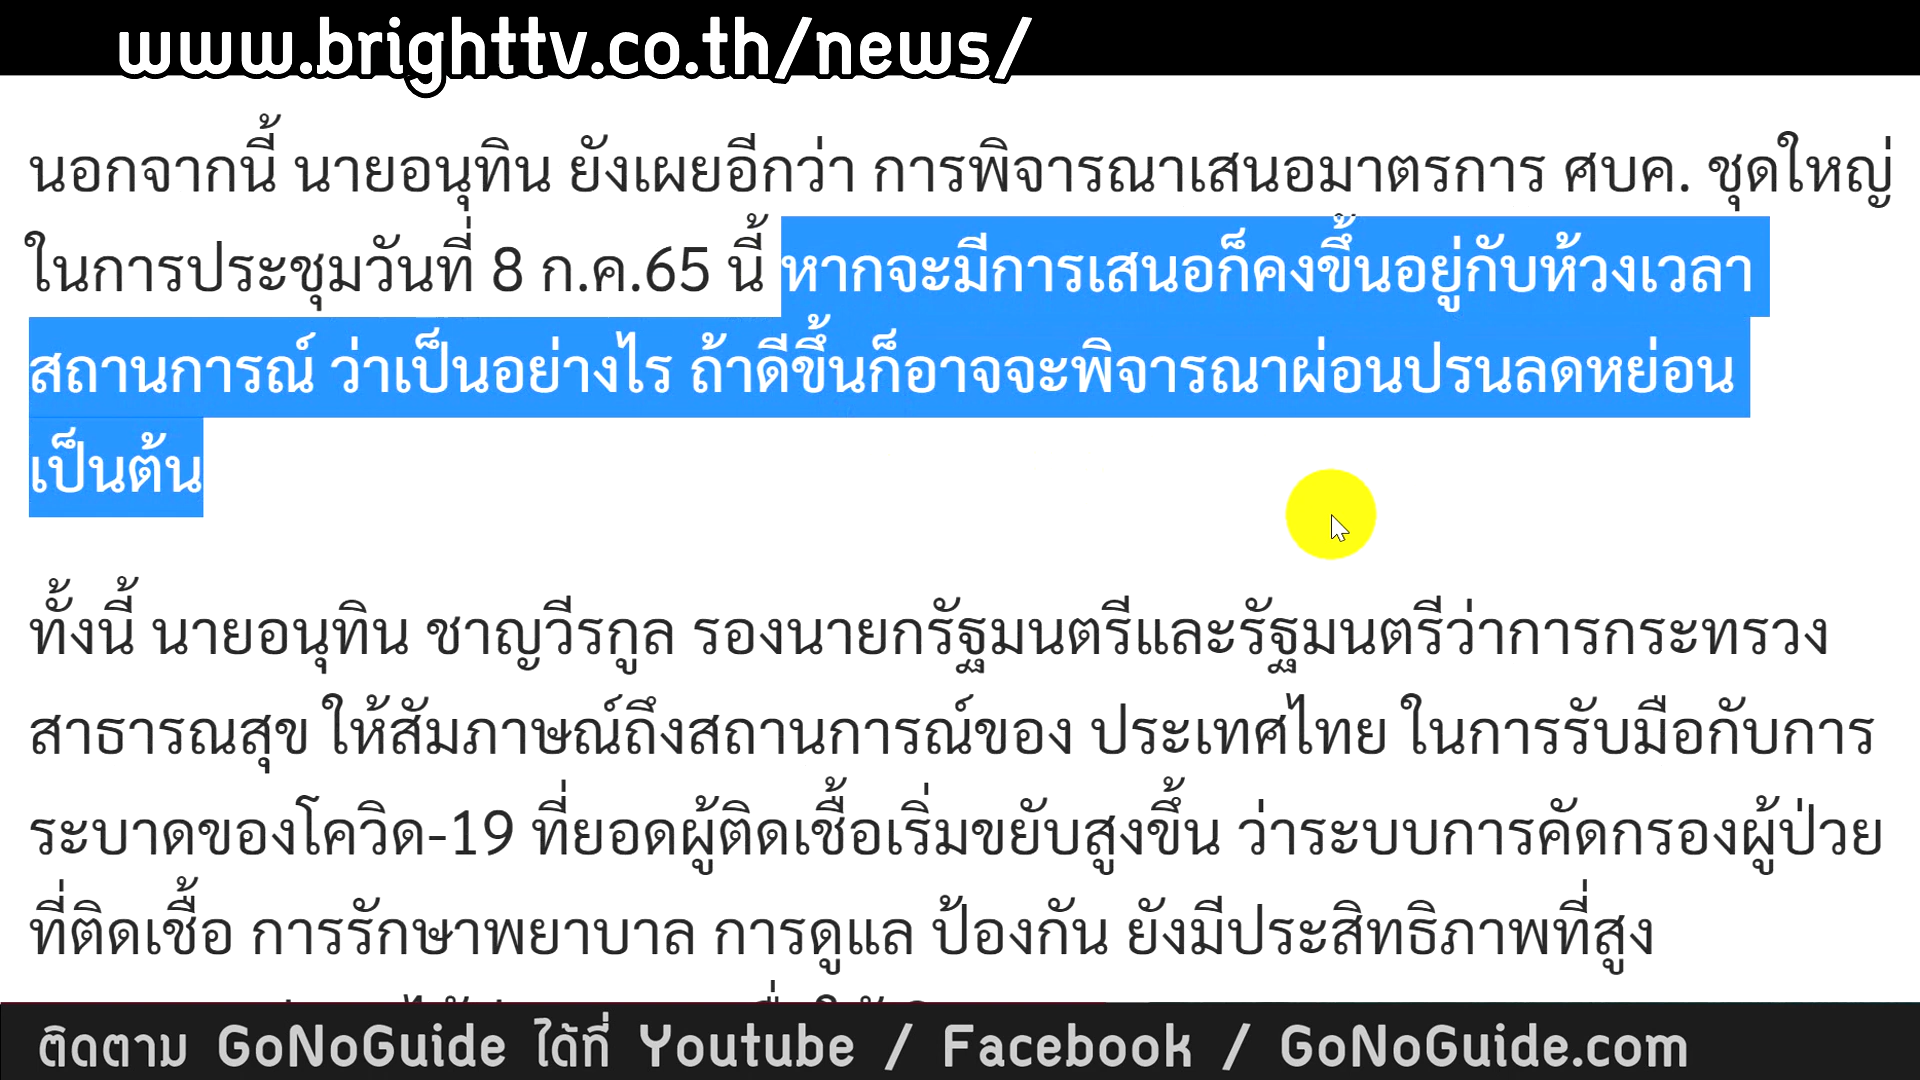 www.brighttv.co.th/news/
นอกจากนี้ นายอนุทิน ยังเผยอีกว่า การพิจารณาเสนอมาตรการ ศบค. ชุดใหญ่
ในการประชุมวันที่ 8 ก.ค.65 นี้ หากจะมีการเสนอก็คงขึ้นอยู่กับห้วงเวลา
สถานการณ์ ว่าเป็นอย่างไร ถ้าดีขึ้นก็อาจจะพิจารณาผ่อนปรนลดหย่อน
เป็นต้น
ทั้งนี้ นายอนุทิน ชาญวีรกูล รองนายกรัฐมนตรีและรัฐมนตรีว่าการกระทรวง
สาธารณสุข ให้สัมภาษณ์ถึงสถานการณ์ของ ประเทศไทย ในการรับมือกับการ
ระบาดของโควิด-19 ที่ยอดผู้ติดเชื้อเริ่มขยับสูงขึ้น ว่าระบบการคัดกรองผู้ป่วย
ที่ติดเชื้อ การรักษาพยาบาล การดูแล ป้องกัน ยังมีประสิทธิภาพที่สูง
ติดตาม GoNoGuide ได้ที่ Youtube / Facebook / GoNoGuide.com